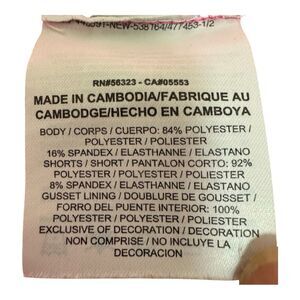 RN#56323 - CA#05553
MADE IN CAMBODIA/FABRIQUE AU
CAMBODGE/HECHO EN CAMBOYA
BODY / CORPS / CUERPO: 84% POLYESTER /
POLYESTER / POLIESTER
16% SPANDEX / ELASTHANNE / ELASTANO
SHORTS / SHORT / PANTALON CORTO: 92%
POLYESTER / POLYESTER / POLIESTER
8% SPANDEX / ELASTHANNE / ELASTANO
GUSSET LINING / DOUBLURE DE GOUSSET /
FORRO DEL PUENTE INTERIOR: 100%
POLYESTER / POLYESTER / POLIESTER
EXCLUSIVE OF DECORATION / DECORATION
NON COMPRISE / NO INCLUYE LA
DECORACION